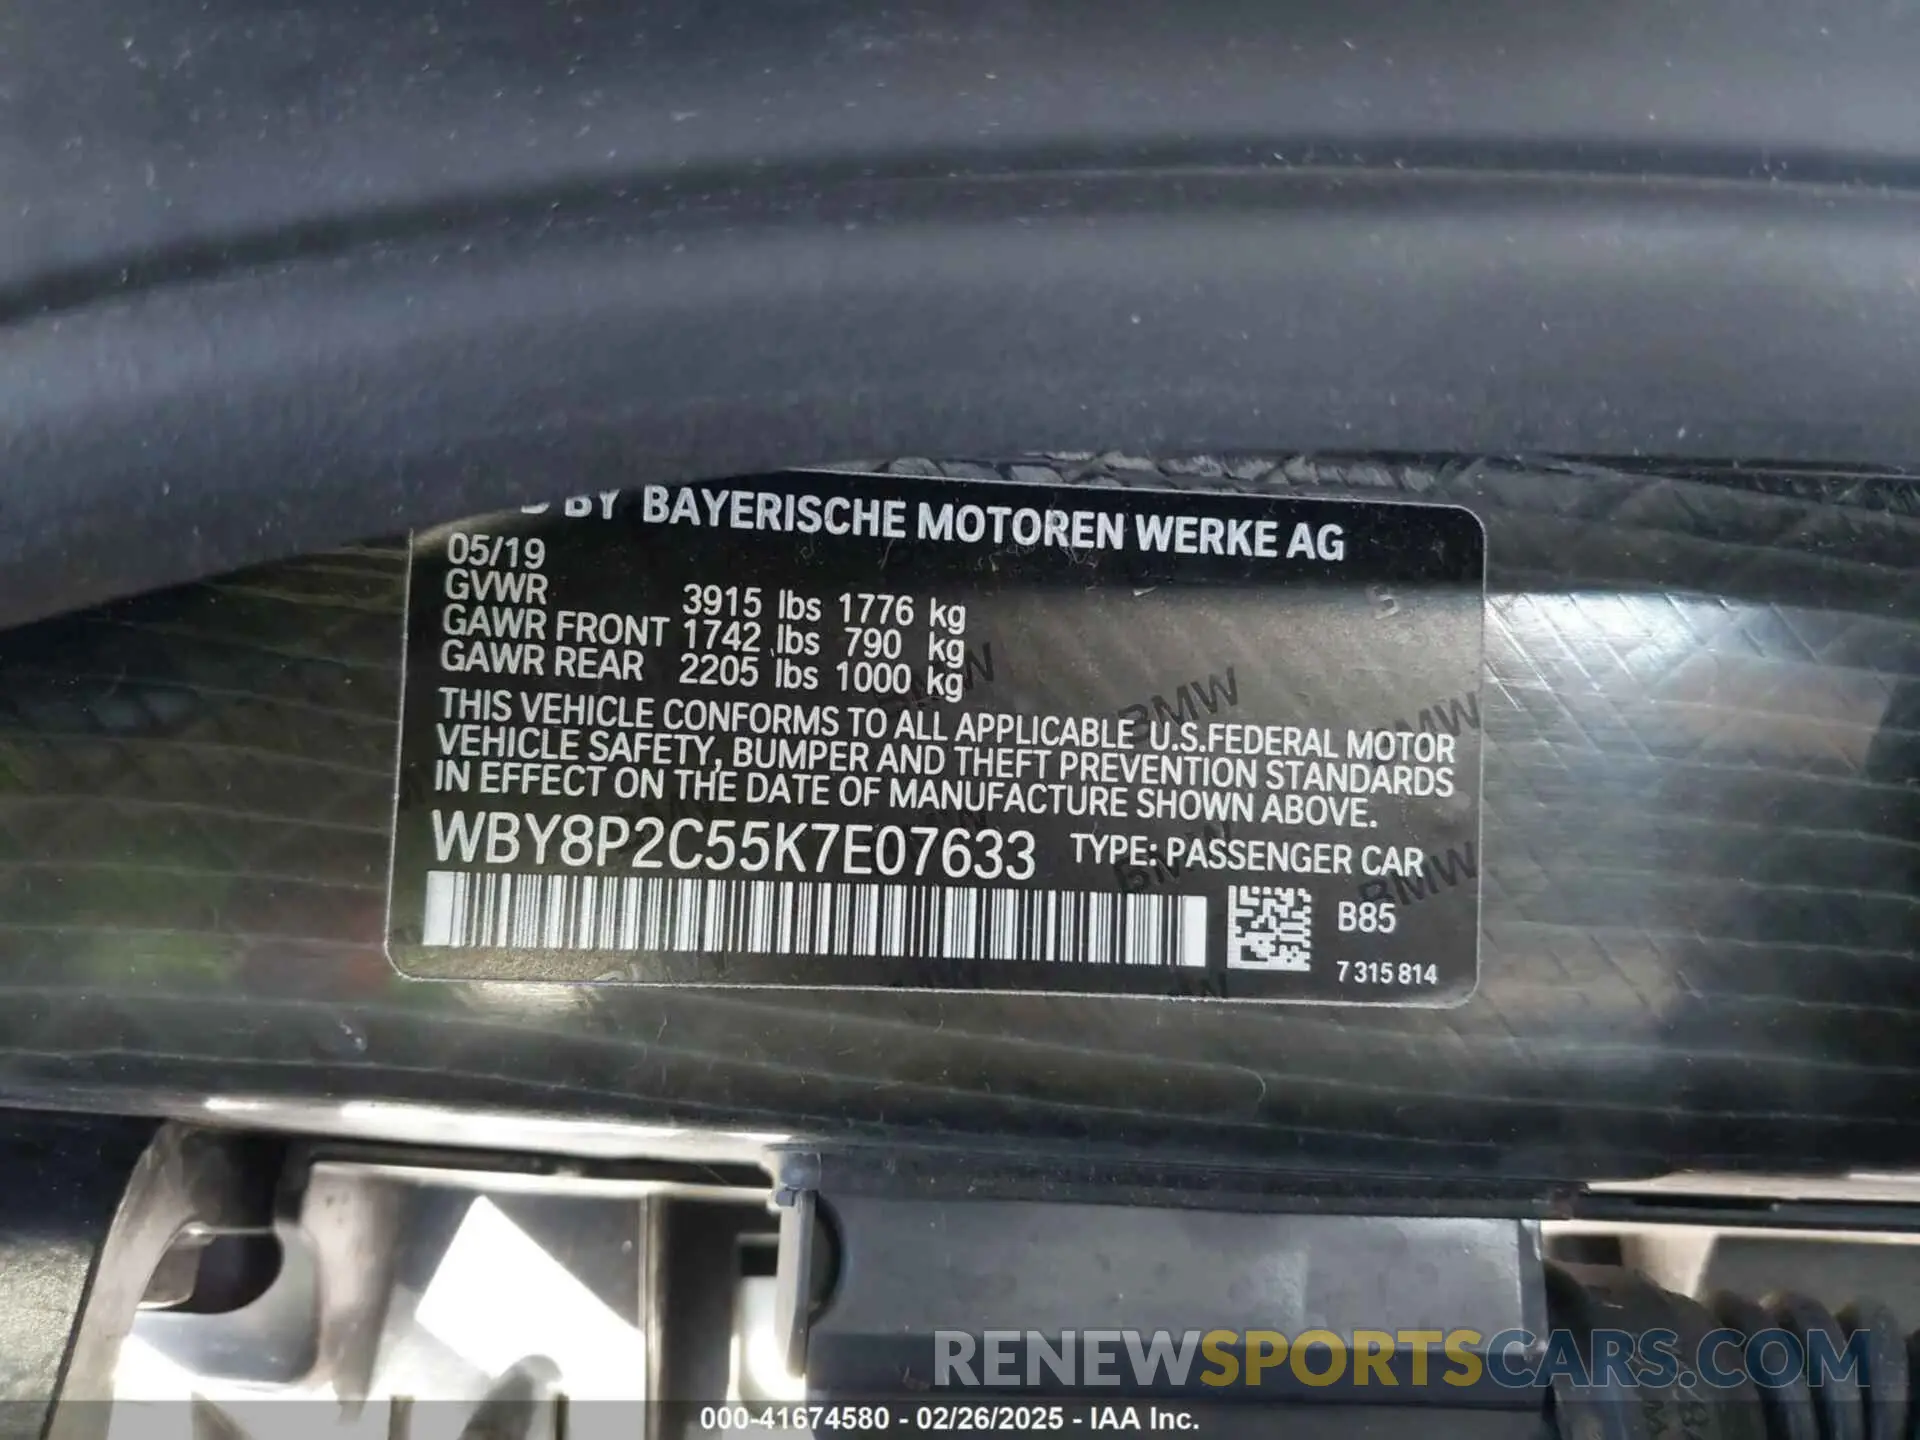 BY BAYERISCHE MOTOREN WERKE AG
05/19
GVWR 3915 lbs 1776 kg
GAWR FRONT 1742 lbs 790 kg
GAWR REAR 2205 lbs 1000 kg
THIS VEHICLE CONFORMS TO ALL APPLICABLE U.S.FEDERAL MOTOR
VEHICLE SAFETY, BUMPER AND THEFT PREVENTION STANDARDS
IN EFFECT ON THE DATE OF MANUFACTURE SHOWN ABOVE.
WBY8P2C55K7E07633 TYPE: PASSENGER CAR
B85
7 315 814
RENEWSPORTSCARS.COM
000-41674580 - 02/26/2025 - IAA Inc.